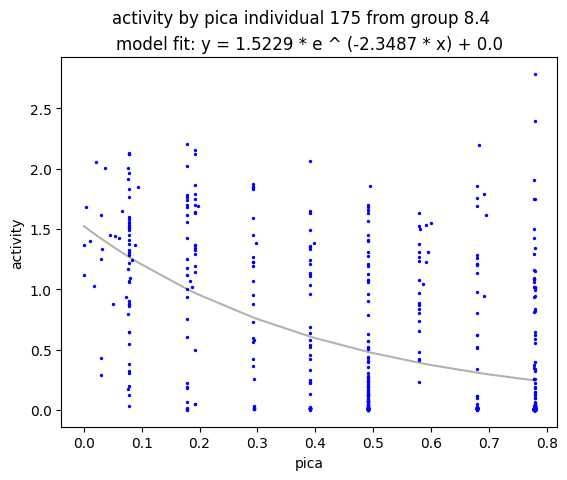 activity by pica individual 175 from group 8.4
model fit: y = 1.5229 * e ^ (-2.3487 * x) + 0.0
2.5
2.0
1.5
1.0
0.5
0.0
activity
0.0 0.1 0.2 0.3 0.4 0.5 0.6 0.7 0.8
pica